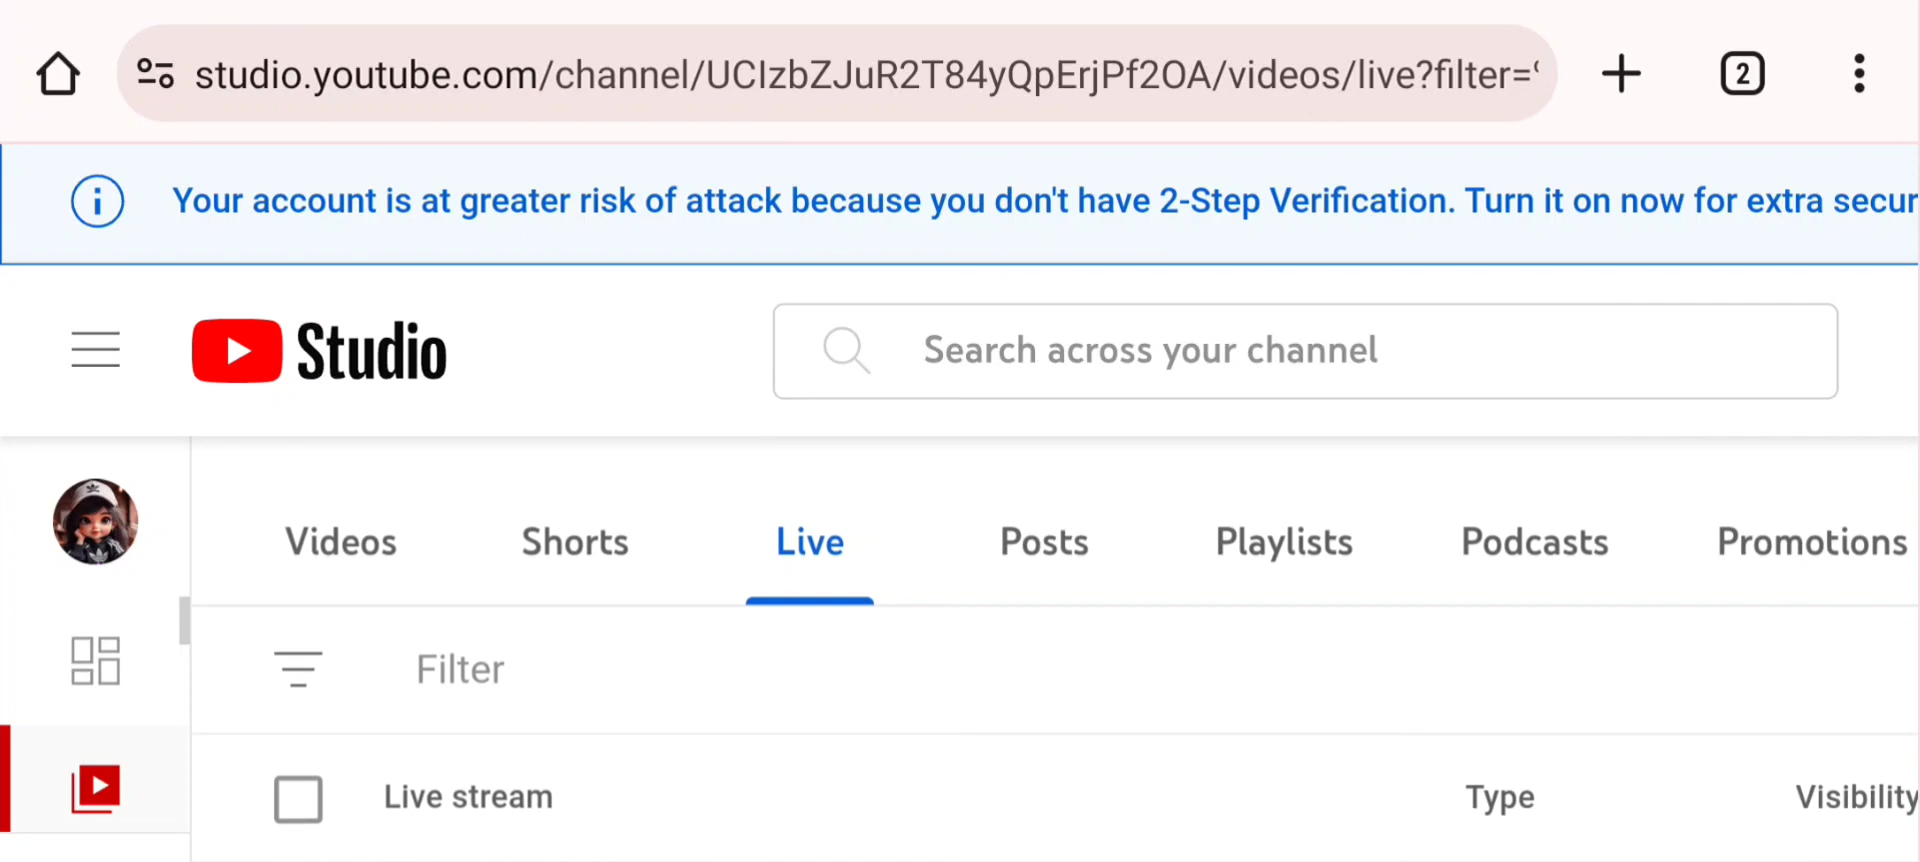 studio.youtube.com/channel/UCIzbZJuR2T84yQpErjPf2OA/videos/live?filter=
2
Your account is at greater risk of attack because you don't have 2-Step Verification. Turn it on now for extra secur
Studio
Search across your channel
Videos Shorts Live Posts Playlists Podcasts Promotions
Filter
Live stream Type Visibility